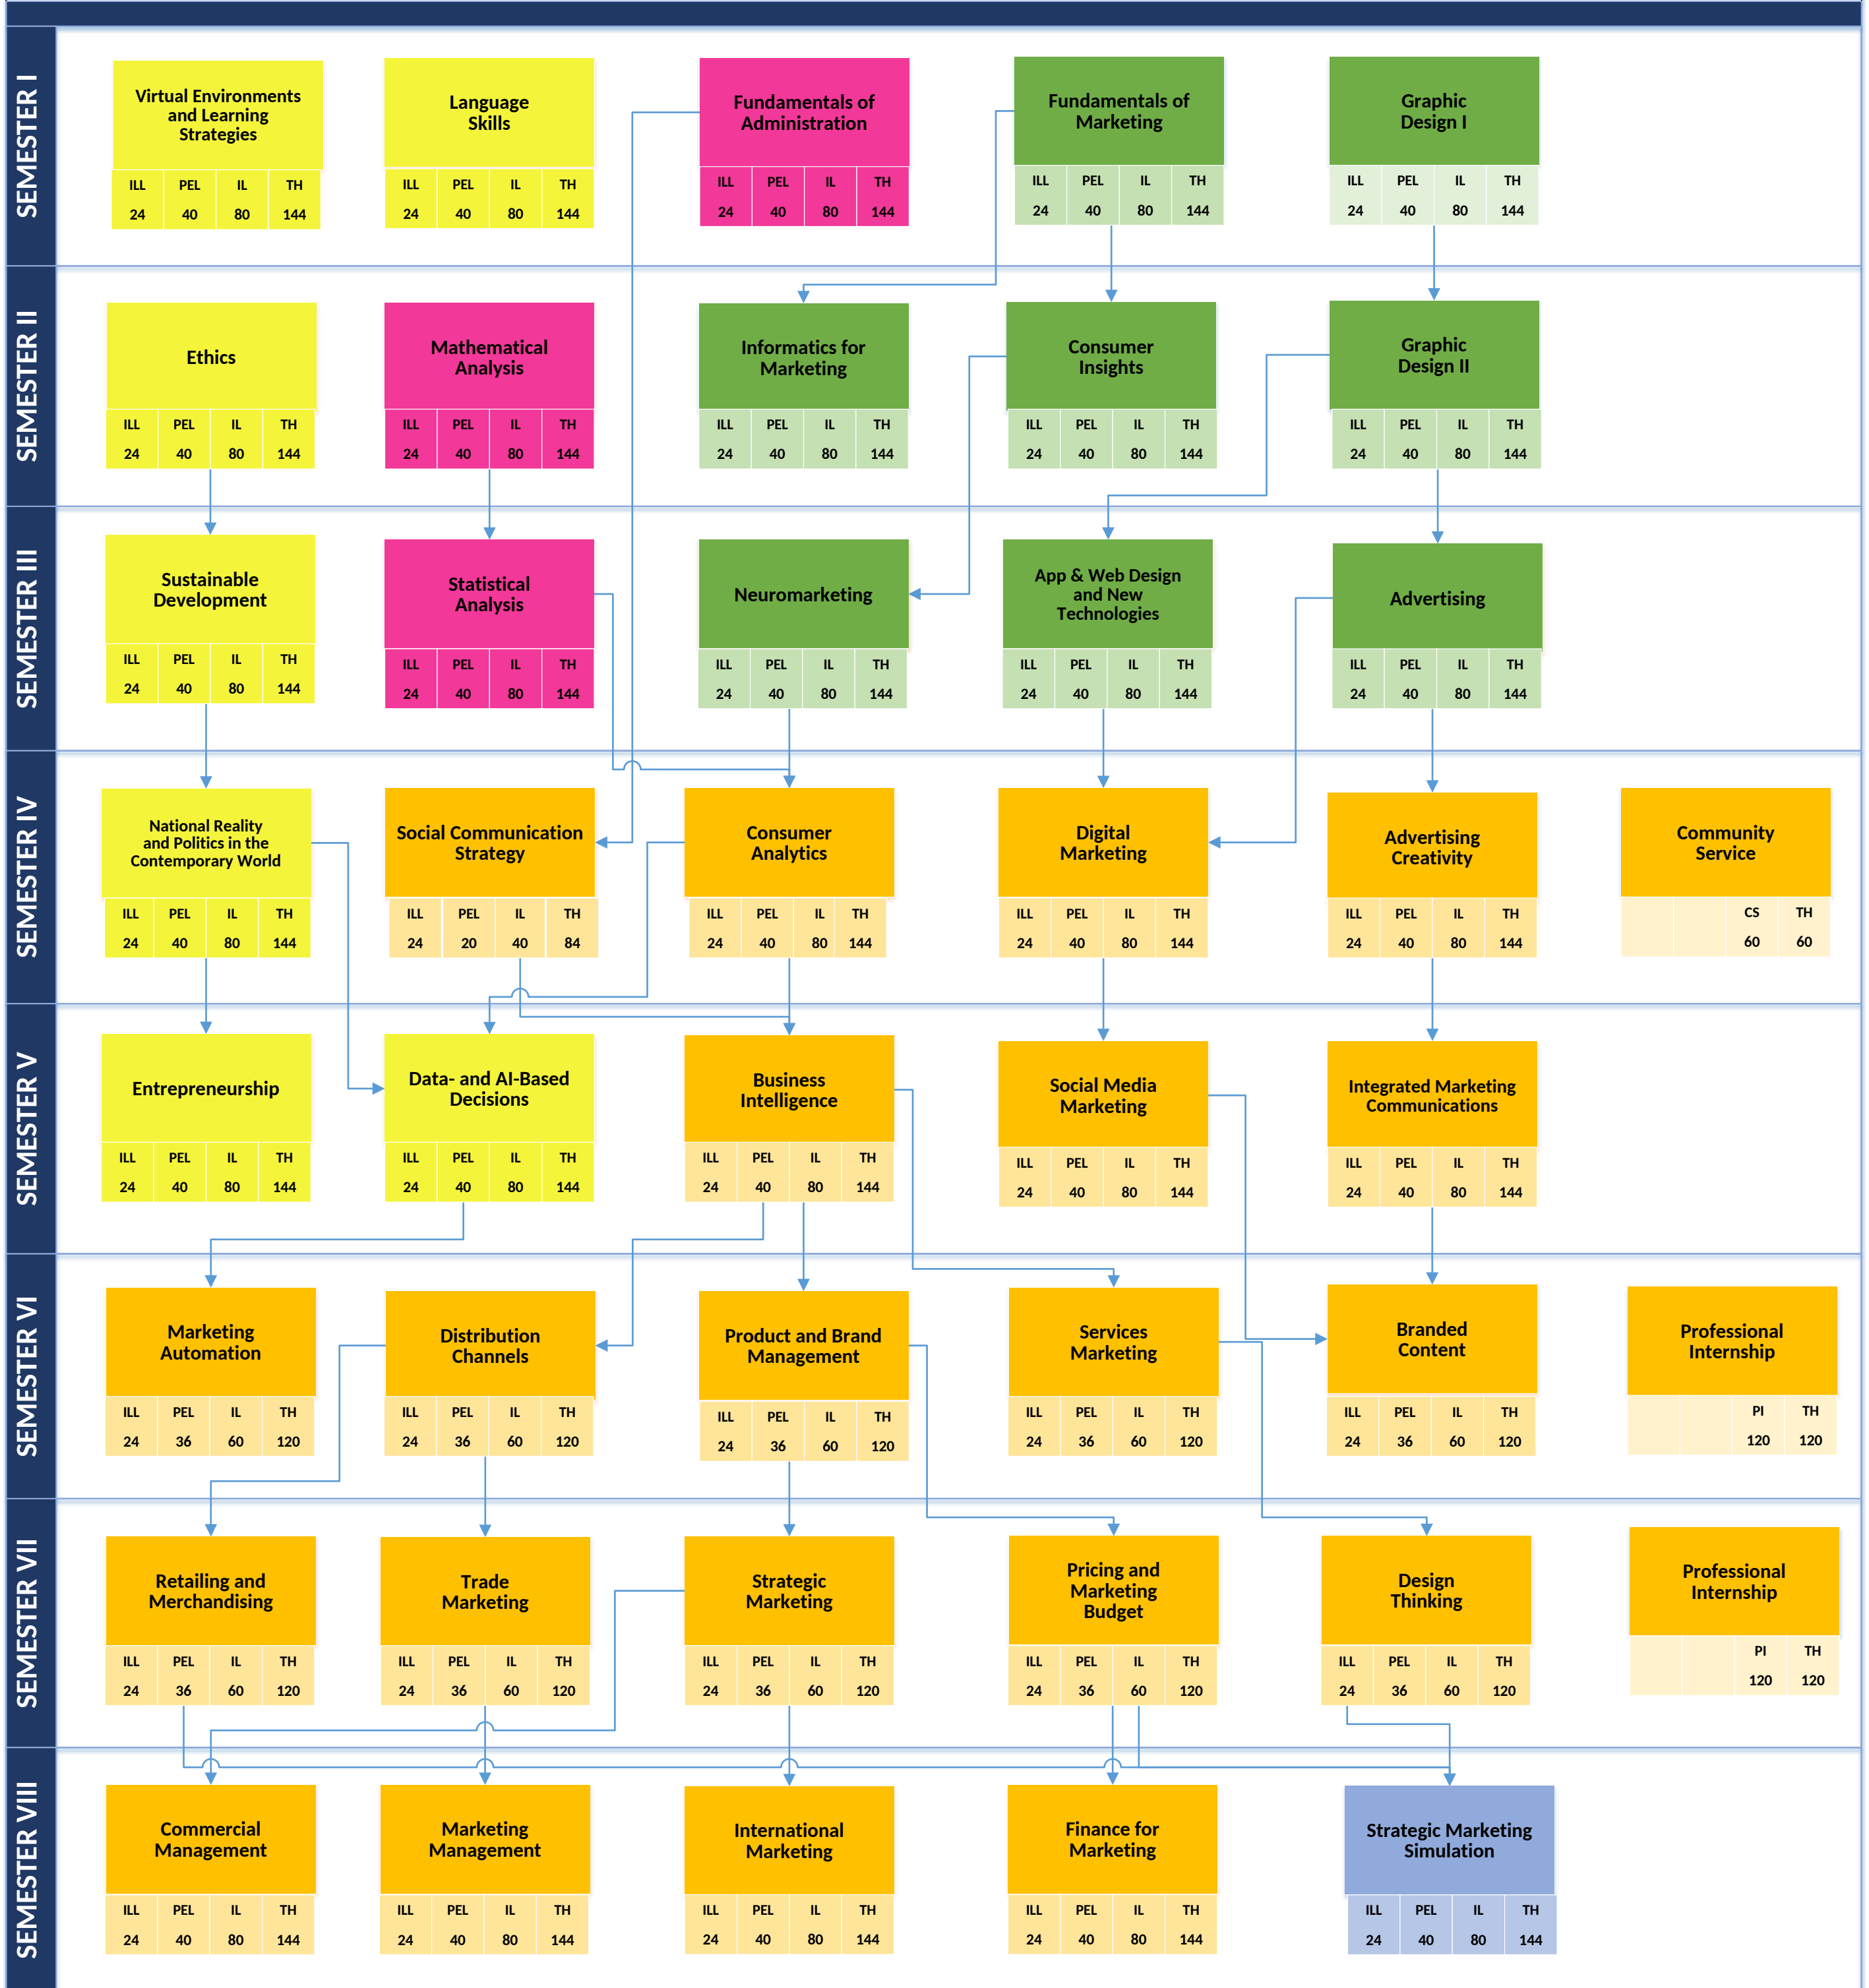 SEMESTER I
Virtual Environments
and Learning
Strategies
ILL PEL IL TH
24 40 80 144
Language
Skills
ILL PEL IL TH
24 40 80 144
Fundamentals of
Administration
ILL PEL IL TH
24 40 80 144
Fundamentals of
Marketing
ILL PEL IL TH
24 40 80 144
Graphic
Design I
ILL PEL IL TH
24 40 80 144
SEMESTER II
Ethics
ILL PEL IL TH
24 40 80 144
Mathematical
Analysis
ILL PEL IL TH
24 40 80 144
Informatics for
Marketing
ILL PEL IL TH
24 40 80 144
Consumer
Insights
ILL PEL IL TH
24 40 80 144
Graphic
Design II
ILL PEL IL TH
24 40 80 144
SEMESTER III
Sustainable
Development
ILL PEL IL TH
24 40 80 144
Statistical
Analysis
ILL PEL IL TH
24 40 80 144
Neuromarketing
ILL PEL IL TH
24 40 80 144
App & Web Design
and New
Technologies
ILL PEL IL TH
24 40 80 144
Advertising
ILL PEL IL TH
24 40 80 144
SEMESTER IV
National Reality
and Politics in the
Contemporary World
ILL PEL IL TH
24 40 80 144
Social Communication
Strategy
ILL PEL IL TH
24 20 40 84
Consumer
Analytics
ILL PEL IL TH
24 40 80 144
Digital
Marketing
ILL PEL IL TH
24 40 80 144
Advertising
Creativity
ILL PEL IL TH
24 40 80 144
Community
Service
CS TH
60 60
SEMESTER V
Entrepreneurship
ILL PEL IL TH
24 40 80 144
Data- and AI-Based
Decisions
ILL PEL IL TH
24 40 80 144
Business
Intelligence
ILL PEL IL TH
24 40 80 144
Social Media
Marketing
ILL PEL IL TH
24 40 80 144
Integrated Marketing
Communications
ILL PEL IL TH
24 40 80 144
SEMESTER VI
Marketing
Automation
ILL PEL IL TH
24 36 60 120
Distribution
Channels
ILL PEL IL TH
24 36 60 120
Product and Brand
Management
ILL PEL IL TH
24 36 60 120
Services
Marketing
ILL PEL IL TH
24 36 60 120
Branded
Content
ILL PEL IL TH
24 36 60 120
Professional
Internship
PI TH
120 120
SEMESTER VII
Retailing and
Merchandising
ILL PEL IL TH
24 36 60 120
Trade
Marketing
ILL PEL IL TH
24 36 60 120
Strategic
Marketing
ILL PEL IL TH
24 36 60 120
Pricing and
Marketing
Budget
ILL PEL IL TH
24 36 60 120
Design
Thinking
ILL PEL IL TH
24 36 60 120
Professional
Internship
PI TH
120 120
SEMESTER VIII
Commercial
Management
ILL PEL IL TH
24 40 80 144
Marketing
Management
ILL PEL IL TH
24 40 80 144
International
Marketing
ILL PEL IL TH
24 40 80 144
Finance for
Marketing
ILL PEL IL TH
24 40 80 144
Strategic Marketing
Simulation
ILL PEL IL TH
24 40 80 144